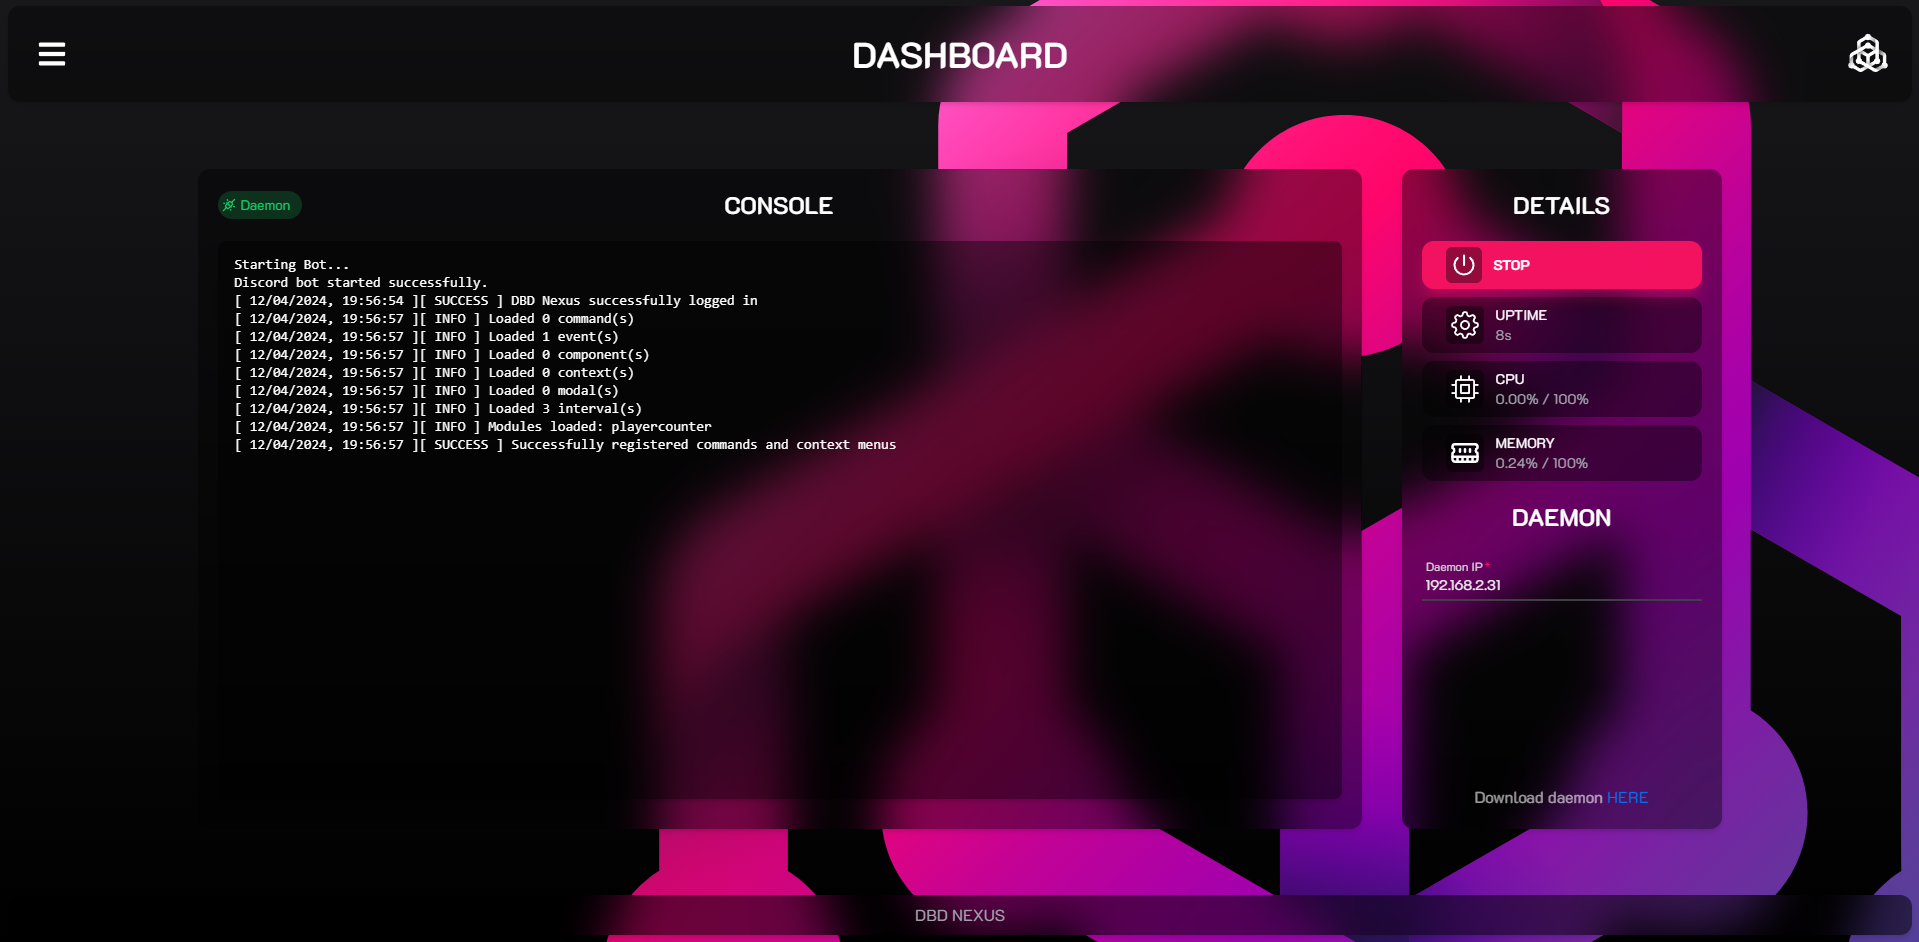 DASHBOARD
Daemon
CONSOLE
Starting Bot...
Discord bot started successfully.
[ 12/04/2024, 19:56:54 ][ SUCCESS ] DBD Nexus successfully logged in
[ 12/04/2024, 19:56:57 ][ INFO ] Loaded 0 command(s)
[ 12/04/2024, 19:56:57 ][ INFO ] Loaded 1 event(s)
[ 12/04/2024, 19:56:57 ][ INFO ] Loaded 0 component(s)
[ 12/04/2024, 19:56:57 ][ INFO ] Loaded 0 context(s)
[ 12/04/2024, 19:56:57 ][ INFO ] Loaded 0 modal(s)
[ 12/04/2024, 19:56:57 ][ INFO ] Loaded 3 interval(s)
[ 12/04/2024, 19:56:57 ][ INFO ] Modules loaded: playercounter
[ 12/04/2024, 19:56:57 ][ SUCCESS ] Successfully registered commands and context menus
DETAILS
STOP
UPTIME
8s
CPU
0.00% / 100%
MEMORY
0.24% / 100%
DAEMON
Daemon IP *
192.168.2.31
Download daemon HERE
DBD NEXUS